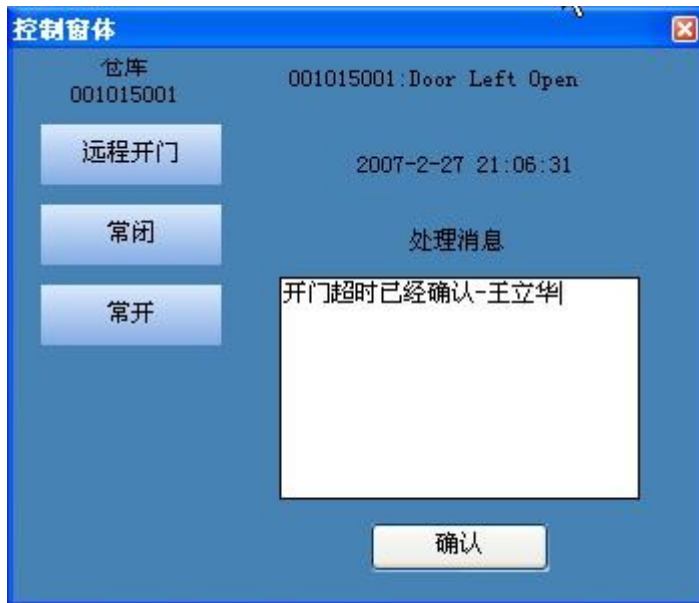 控制窗体
仓库
001015001
001015001:Door Left Open
远程开门
2007-2-27 21:06:31
常闭
处理消息
常开
开门超时已经确认-王立华
确认